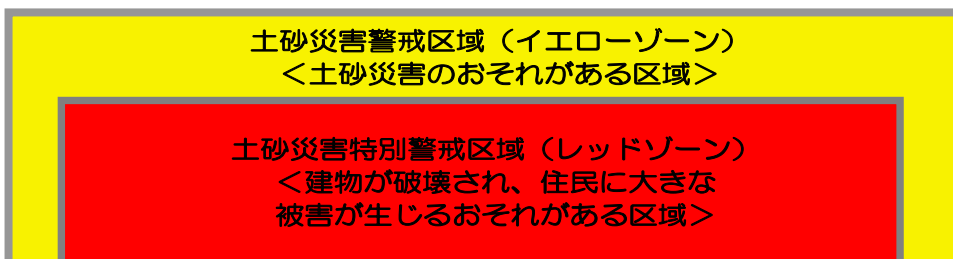 土砂災害警戒区域（イエローゾーン）
＜土砂災害のおそれがある区域＞
土砂災害特別警戒区域（レッドゾーン）
＜建物が破壊され、住民に大きな
被害が生じるおそれがある区域＞